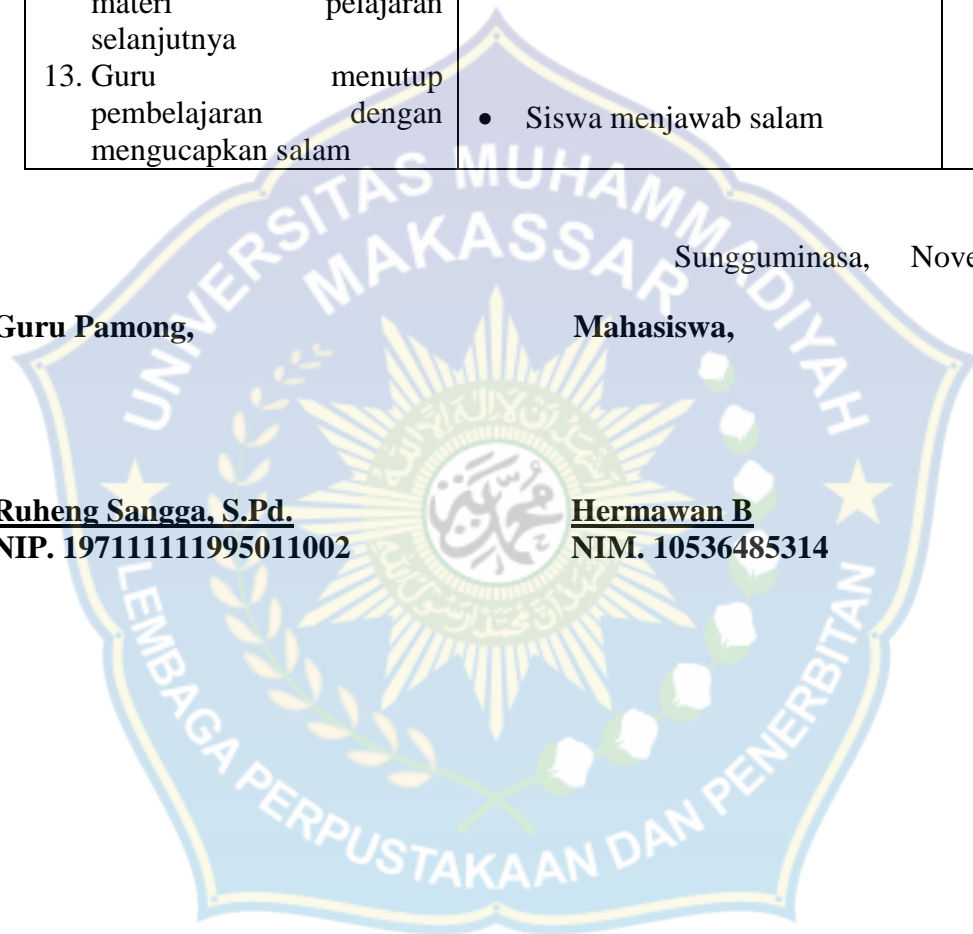 materi pelajaran
selanjutnya
13. Guru menutup
pembelajaran dengan
mengucapkan salam
• Siswa menjawab salam
Sungguminasa, Nove
Guru Pamong,
Mahasiswa,
Ruheng Sangga, S.Pd.
Hermawan B
NIP. 197111111995011002
NIM. 10536485314
UNIVERSITAS MUHAMMADIYAH
MAKASSAR
LEMBAGA PERPUSTAKAAN DAN PENERBITAN